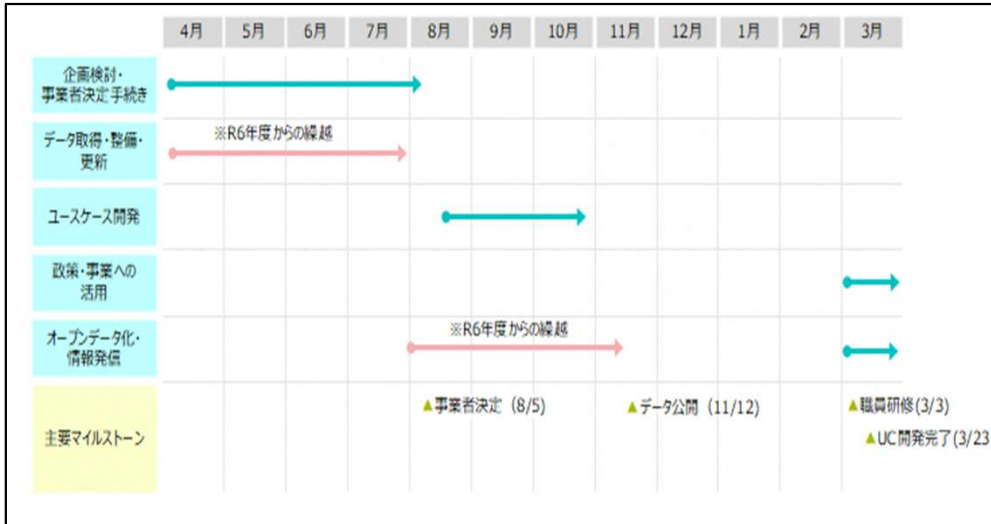 4月 5月 6月 7月 8月 9月 10月 11月 12月 1月 2月 3月
企画検討・
事業者決定手続き
データ取得・整備・
更新
※R6年度からの繰越
ユースケース開発
政策・事業への
活用
オープンデータ化・
情報発信
※R6年度からの繰越
主要マイルストーン
▲事業者決定（8/5）
▲データ公開（11/12）
▲職員研修(3/3)
▲UC開発完了(3/23